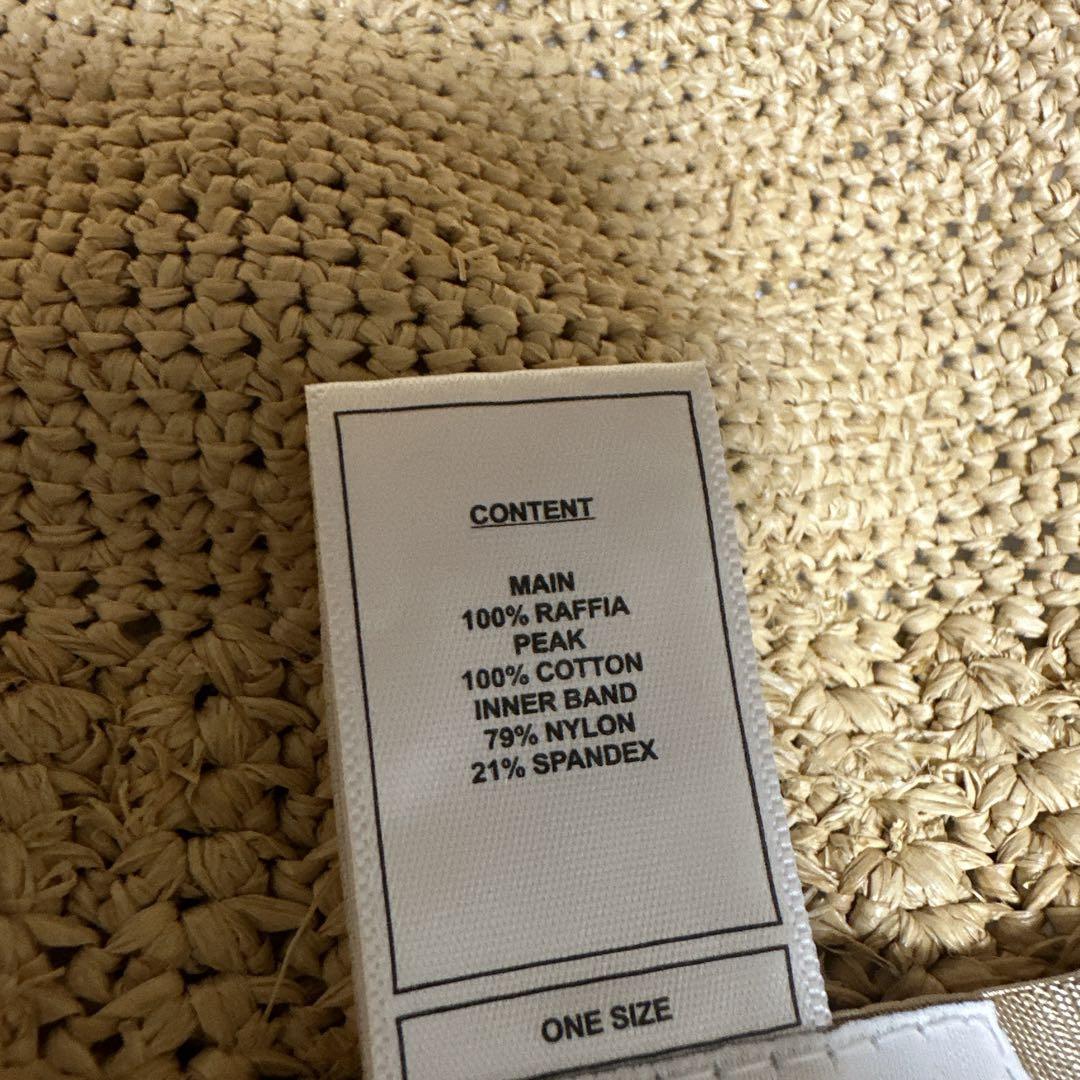 CONTENT
MAIN
100% RAFFIA
PEAK
100% COTTON
INNER BAND
79% NYLON
21% SPANDEX
ONE SIZE